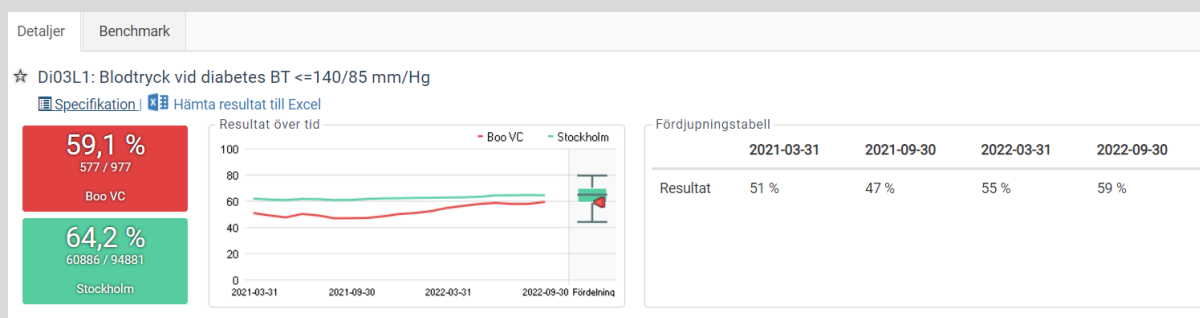 Detaljer Benchmark
Di03L1: Blodtryck vid diabetes BT <=140/85 mm/Hg
Specifikation | Hämta resultat till Excel
59,1 %
577 / 977
Boo VC
64,2 %
60886 / 94881
Stockholm
Resultat över tid
Boo VC Stockholm
100
80
60
40
20
0
2021-03-31 2021-09-30 2022-03-31 2022-09-30 Fördelning
Fördjupningstabell
2021-03-31 2021-09-30 2022-03-31 2022-09-30
Resultat 51 % 47 % 55 % 59 %